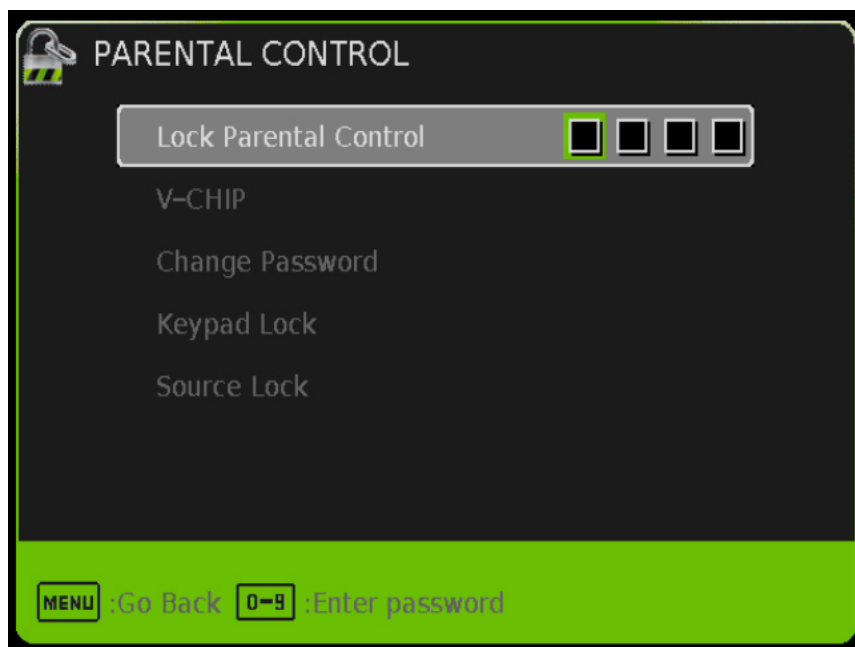 PARENTAL CONTROL
Lock Parental Control
V-CHIP
Change Password
Keypad Lock
Source Lock
MENU :Go Back 0-9 :Enter password